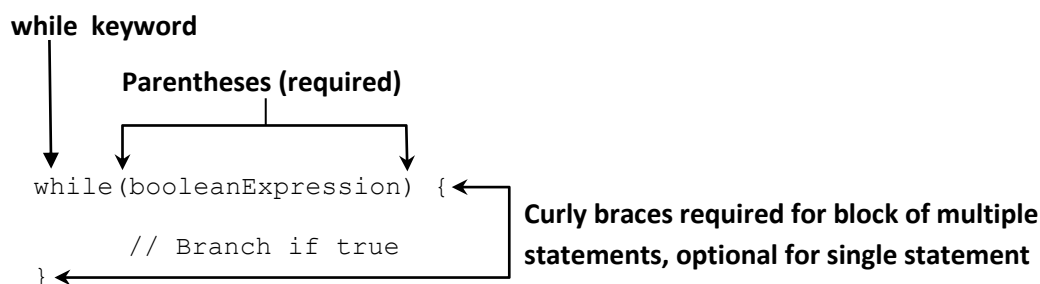 while keyword
Parentheses (required)
while(booleanExpression) {
Curly braces required for block of multiple
statements, optional for single statement
// Branch if true
}